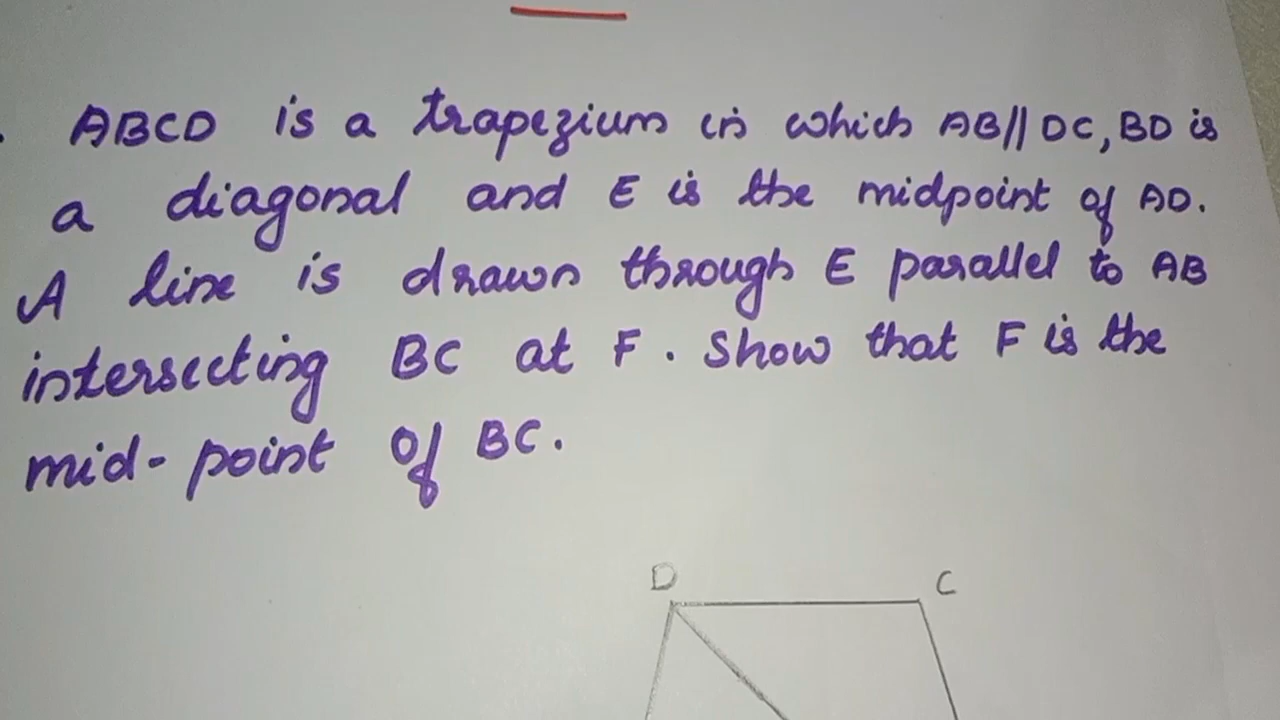 . ABCD is a trapezium in which AB//DC, BD is
a diagonal and E is the midpoint of AD.
A line is drawn through E parallel to AB
intersecting BC at F. Show that F is the
mid-point of BC.
D C